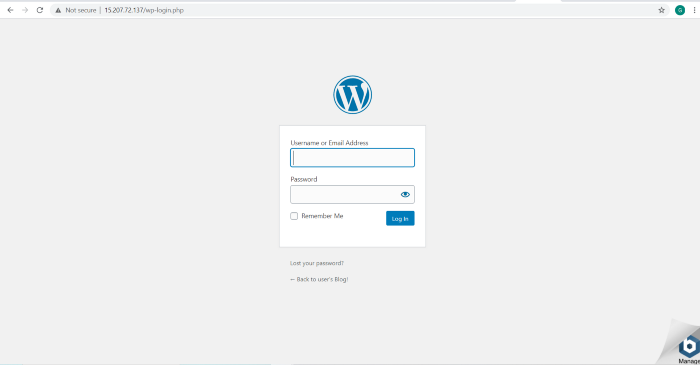 Not secure | 15.207.72.137/wp-login.php
G
W
Username or Email Address
Password
Remember Me
Log In
Lost your password?
← Back to user's Blog!
b
Manage